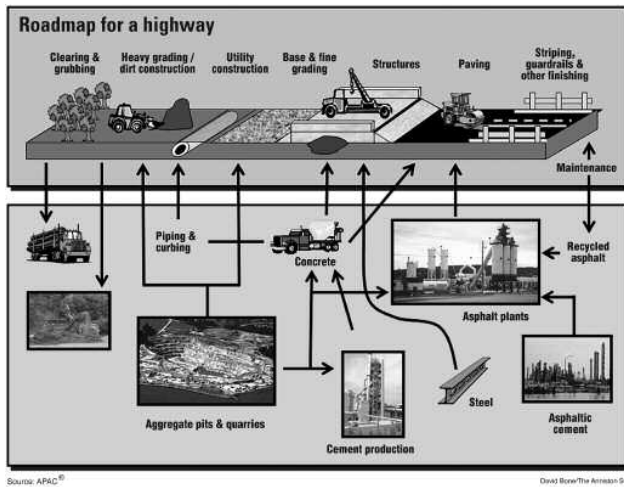 Roadmap for a highway
Clearing &
grubbing
Heavy grading /
dirt construction
Utility
construction
Base & fine
grading
Structures
Paving
Striping,
guardrails &
other finishing
Maintenance
Piping &
curbing
Concrete
Recycled
asphalt
Asphalt plants
Aggregate pits & quarries
Cement production
Steel
Asphaltic
cement
Source: APAC©
David Bone/The Anniston S